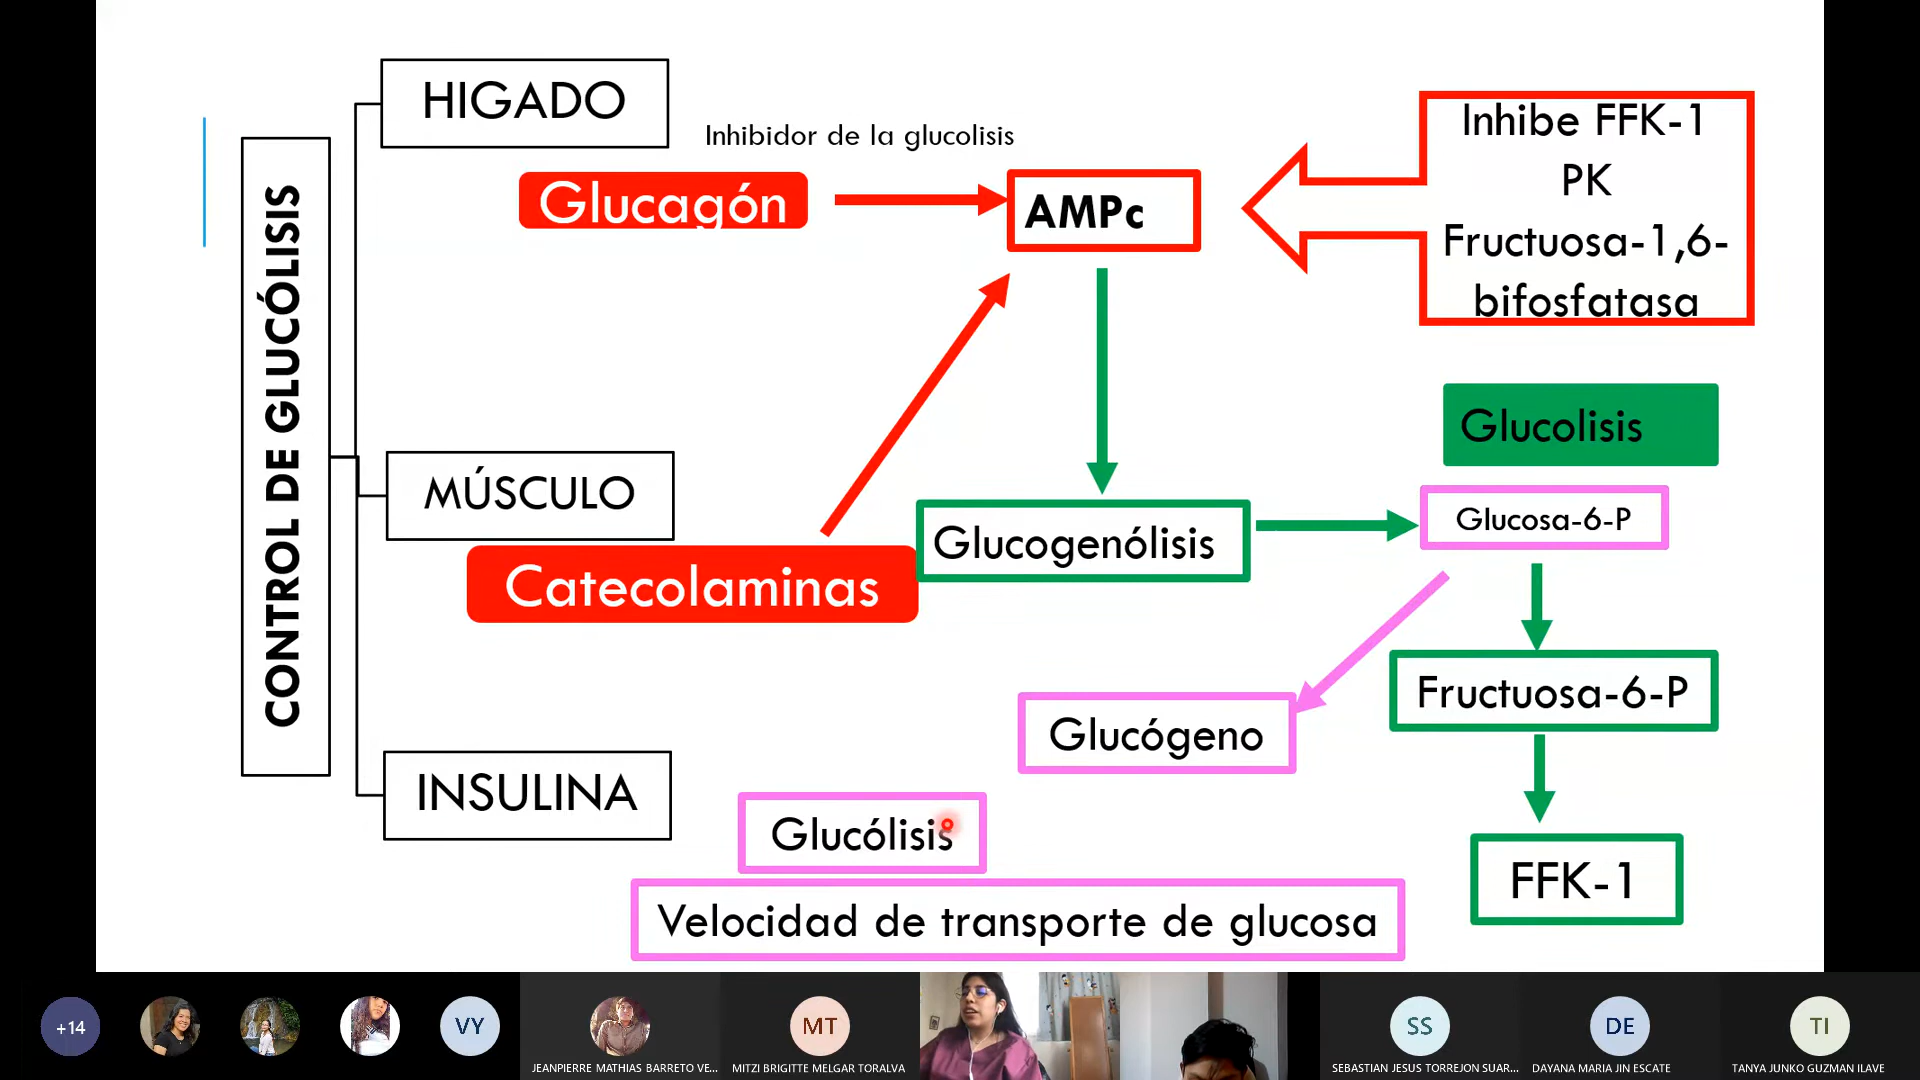 CONTROL DE GLUCÓLISIS
HIGADO
Inhibidor de la glucolisis
Glucagón
AMPc
Inhibe FFK-1
PK
Fructuosa-1,6-
bifosfatasa
MÚSCULO
Catecolaminas
Glucogenólisis
Glucolisis
Glucosa-6-P
Fructuosa-6-P
Glucógeno
FFK-1
INSULINA
Glucólisis
Velocidad de transporte de glucosa
+14
VY
JEANPIERRE MATHIAS BARRETO VE...
MT
MITZI BRIGITTE MELGAR TORALVA
SS
SEBASTIAN JESUS TORREJON SUAR...
DE
DAYANA MARIA JIN ESCATE
TI
TANYA JUNKO GUZMAN ILAVE